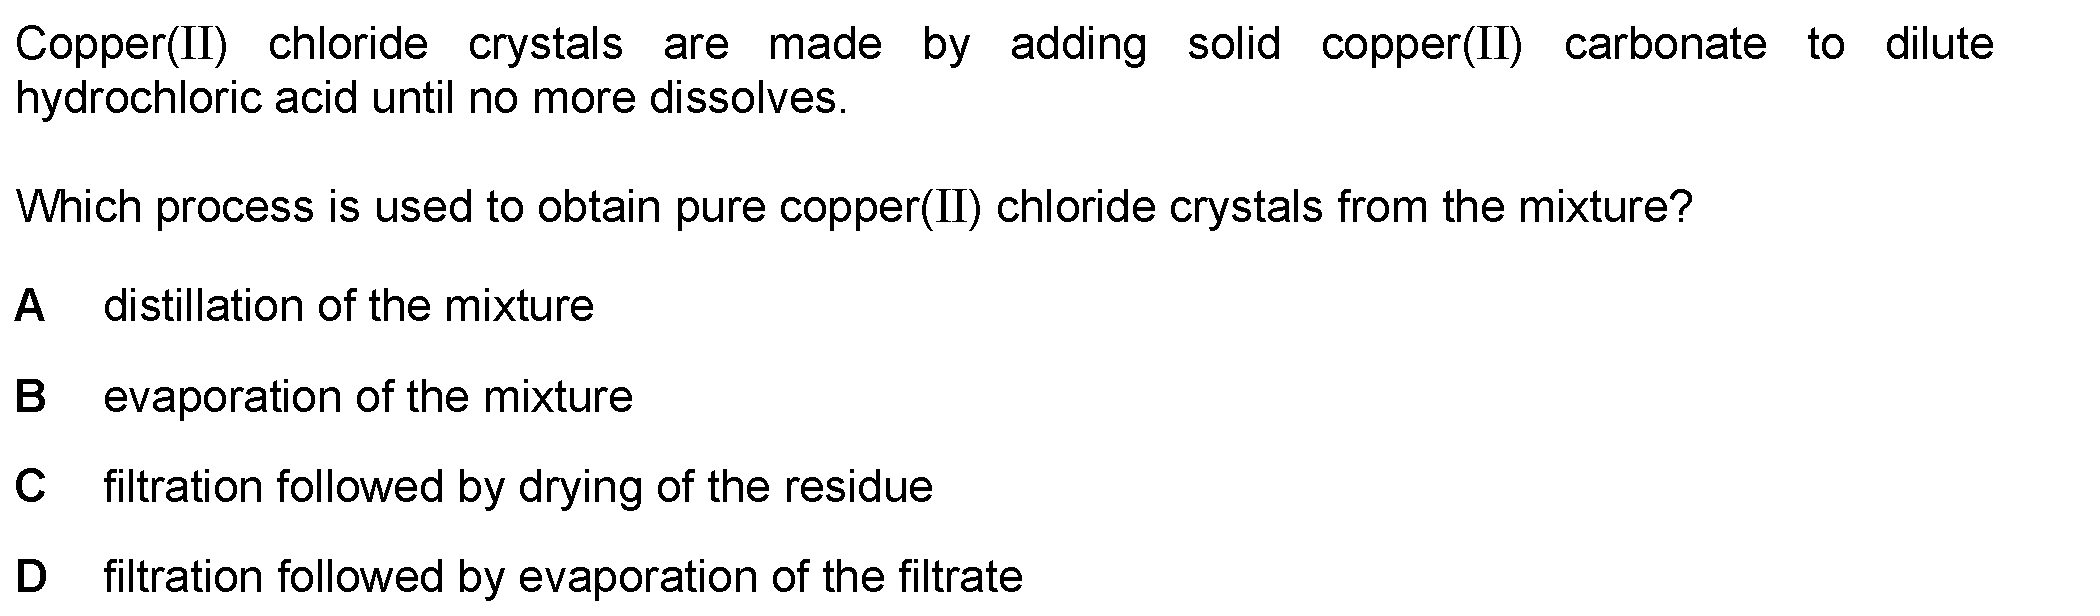 Copper(II) chloride crystals are made by adding solid copper(II) carbonate to dilute
hydrochloric acid until no more dissolves.
Which process is used to obtain pure copper(II) chloride crystals from the mixture?
A distillation of the mixture
B evaporation of the mixture
C filtration followed by drying of the residue
D filtration followed by evaporation of the filtrate